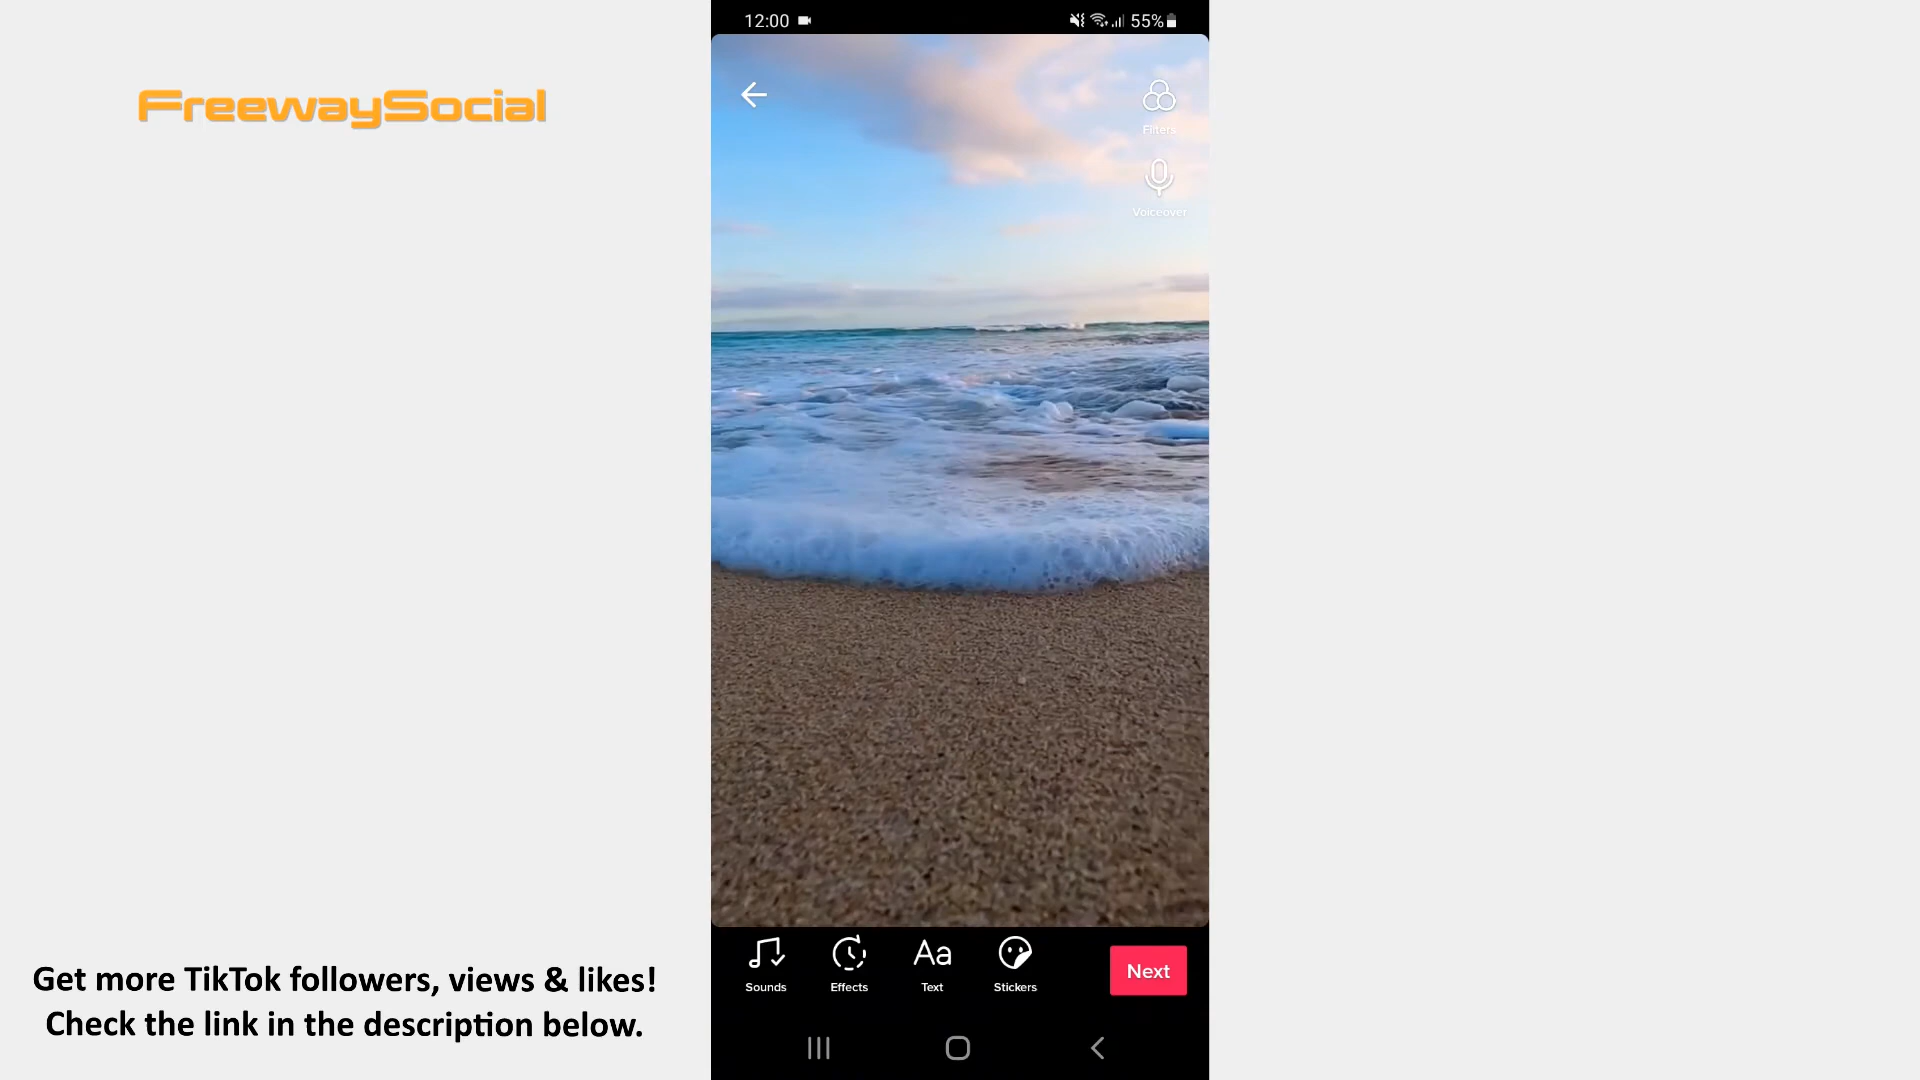 12:00
55%
FreewaySocial
Filters
Voiceover
Sounds
Effects
Text
Stickers
Next
Get more TikTok followers, views & likes!
Check the link in the description below.